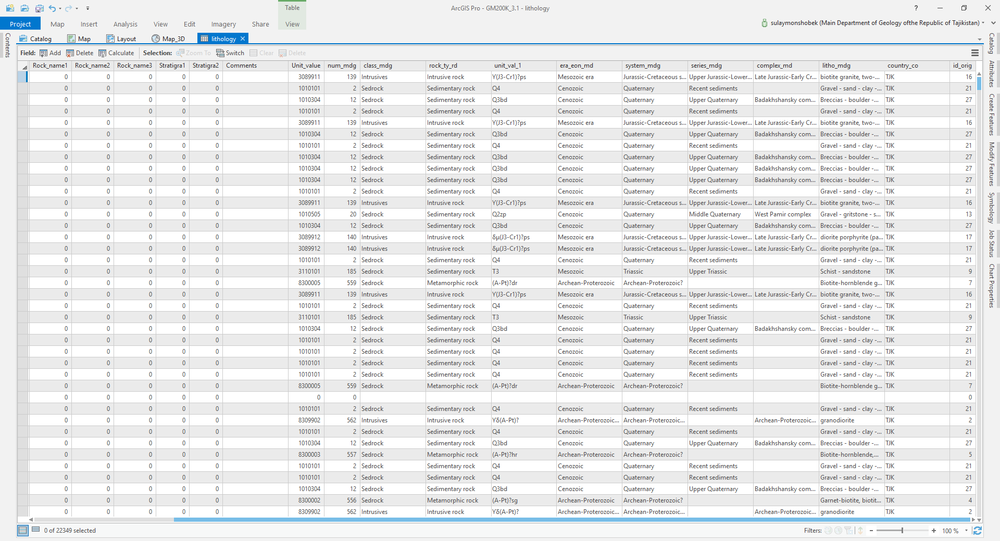 Table
ArcGIS Pro - GM200K_3.1 - lithology
?
Project Map Insert Analysis View Edit Imagery Share View
sulaymonshobek (Main Department of Geology ofthe Republic of Tajikistan)
Contents
Catalog Map Layout Map_3D lithology
Field: Add Delete Calculate Selection: Zoom To Switch Clear Delete
Rock_name1 Rock_name2 Rock_name3 Stratigra1 Stratigra2 Comments Unit_value num_mdg class_mdg rock_ty_rd unit_val_1 era_eon_md system_mdg series_mdg complex_md litho_mdg country_co id_orig
0 0 0 0 0 3089911 139 Intrusives Intrusive rock Y(J3-Cr1)?ps Mesozoic era Jurassic-Cretaceous s... Upper Jurassic-Lower... Late Jurassic-Early Cr... biotite granite, two-... TJK 16
0 0 0 0 0 1010101 2 Sedrock Sedimentary rock Q4 Cenozoic Quaternary Recent sediments Gravel - sand - clay -... TJK 21
0 0 0 0 0 1010304 12 Sedrock Sedimentary rock Q3bd Cenozoic Quaternary Upper Quaternary Badakhshansky com... Breccias - boulder -... TJK 27
0 0 0 0 0 1010101 2 Sedrock Sedimentary rock Q4 Cenozoic Quaternary Recent sediments Gravel - sand - clay -... TJK 21
0 0 0 0 0 3089911 139 Intrusives Intrusive rock Y(J3-Cr1)?ps Mesozoic era Jurassic-Cretaceous s... Upper Jurassic-Lower... Late Jurassic-Early Cr... biotite granite, two-... TJK 16
0 0 0 0 0 1010304 12 Sedrock Sedimentary rock Q3bd Cenozoic Quaternary Upper Quaternary Badakhshansky com... Breccias - boulder -... TJK 27
0 0 0 0 0 1010101 2 Sedrock Sedimentary rock Q4 Cenozoic Quaternary Recent sediments Gravel - sand - clay -... TJK 21
0 0 0 0 0 1010304 12 Sedrock Sedimentary rock Q3bd Cenozoic Quaternary Upper Quaternary Badakhshansky com... Breccias - boulder -... TJK 27
0 0 0 0 0 1010304 12 Sedrock Sedimentary rock Q3bd Cenozoic Quaternary Upper Quaternary Badakhshansky com... Breccias - boulder -... TJK 27
0 0 0 0 0 1010304 12 Sedrock Sedimentary rock Q3bd Cenozoic Quaternary Upper Quaternary Badakhshansky com... Breccias - boulder -... TJK 27
0 0 0 0 0 1010101 2 Sedrock Sedimentary rock Q4 Cenozoic Quaternary Recent sediments Gravel - sand - clay -... TJK 21
0 0 0 0 0 3089911 139 Intrusives Intrusive rock Y(J3-Cr1)?ps Mesozoic era Jurassic-Cretaceous s... Upper Jurassic-Lower... Late Jurassic-Early Cr... biotite granite, two-... TJK 16
0 0 0 0 0 1010505 20 Sedrock Sedimentary rock Q2zp Cenozoic Quaternary Middle Quaternary West Pamir complex Gravel - gritstone - s... TJK 13
0 0 0 0 0 1010304 12 Sedrock Sedimentary rock Q3bd Cenozoic Quaternary Upper Quaternary Badakhshansky com... Breccias - boulder -... TJK 27
0 0 0 0 0 3089912 140 Intrusives Intrusive rock δμ(J3-Cr1)?ps Mesozoic era Jurassic-Cretaceous s... Upper Jurassic-Lower... Late Jurassic-Early Cr... diorite porphyrite (pa... TJK 17
0 0 0 0 0 3089912 140 Intrusives Intrusive rock δμ(J3-Cr1)?ps Mesozoic era Jurassic-Cretaceous s... Upper Jurassic-Lower... Late Jurassic-Early Cr... diorite porphyrite (pa... TJK 17
0 0 0 0 0 1010101 2 Sedrock Sedimentary rock Q4 Cenozoic Quaternary Recent sediments Gravel - sand - clay -... TJK 21
0 0 0 0 0 3110101 185 Sedrock Sedimentary rock T3 Mesozoic Triassic Upper Triassic Schist - sandstone TJK 9
0 0 0 0 0 8300005 559 Sedrock Metamorphic rock (A-Pt)?dr Archean-Proterozoic Archean-Proterozoic? Biotite-hornblende g... TJK 7
0 0 0 0 0 3089911 139 Intrusives Intrusive rock Y(J3-Cr1)?ps Mesozoic era Jurassic-Cretaceous s... Upper Jurassic-Lower... Late Jurassic-Early Cr... biotite granite, two-... TJK 16
0 0 0 0 0 1010101 2 Sedrock Sedimentary rock Q4 Cenozoic Quaternary Recent sediments Gravel - sand - clay -... TJK 21
0 0 0 0 0 3110101 185 Sedrock Sedimentary rock T3 Mesozoic Triassic Upper Triassic Schist - sandstone TJK 9
0 0 0 0 0 1010304 12 Sedrock Sedimentary rock Q3bd Cenozoic Quaternary Upper Quaternary Badakhshansky com... Breccias - boulder -... TJK 27
0 0 0 0 0 1010101 2 Sedrock Sedimentary rock Q4 Cenozoic Quaternary Recent sediments Gravel - sand - clay -... TJK 21
0 0 0 0 0 1010101 2 Sedrock Sedimentary rock Q4 Cenozoic Quaternary Recent sediments Gravel - sand - clay -... TJK 21
0 0 0 0 0 1010101 2 Sedrock Sedimentary rock Q4 Cenozoic Quaternary Recent sediments Gravel - sand - clay -... TJK 21
0 0 0 0 0 1010101 2 Sedrock Sedimentary rock Q4 Cenozoic Quaternary Recent sediments Gravel - sand - clay -... TJK 21
0 0 0 0 0 8300005 559 Sedrock Metamorphic rock (A-Pt)?dr Archean-Proterozoic Archean-Proterozoic? Biotite-hornblende g... TJK 7
0 0 0 0 0 0 0 0
0 0 0 0 0 1010101 2 Sedrock Sedimentary rock Q4 Cenozoic Quaternary Recent sediments Gravel - sand - clay -... TJK 21
0 0 0 0 0 8309902 562 Intrusives Intrusive rock Yδ(A-Pt)? Archean-Proterozoic... Archean-Proterozoic... Archean-Proterozoic... granodiorite TJK 2
0 0 0 0 0 1010101 2 Sedrock Sedimentary rock Q4 Cenozoic Quaternary Recent sediments Gravel - sand - clay -... TJK 21
0 0 0 0 0 1010304 12 Sedrock Sedimentary rock Q3bd Cenozoic Quaternary Upper Quaternary Badakhshansky com... Breccias - boulder -... TJK 27
0 0 0 0 0 8300003 557 Sedrock Metamorphic rock (A-Pt)?hr Archean-Proterozoic Archean-Proterozoic? Biotite-hornblende,... TJK 5
0 0 0 0 0 1010101 2 Sedrock Sedimentary rock Q4 Cenozoic Quaternary Recent sediments Gravel - sand - clay -... TJK 21
0 0 0 0 0 1010101 2 Sedrock Sedimentary rock Q4 Cenozoic Quaternary Recent sediments Gravel - sand - clay -... TJK 21
0 0 0 0 0 1010304 12 Sedrock Sedimentary rock Q3bd Cenozoic Quaternary Upper Quaternary Badakhshansky com... Breccias - boulder -... TJK 27
0 0 0 0 0 8300002 556 Sedrock Metamorphic rock (A-Pt)?sg Archean-Proterozoic Archean-Proterozoic? Garnet-biotite, biotit... TJK 4
0 0 0 0 0 8309902 562 Intrusives Intrusive rock Yδ(A-Pt)? Archean-Proterozoic... Archean-Proterozoic... Archean-Proterozoic... granodiorite TJK 2
0 of 22349 selected
Filters: - + 100 %
Catalog
Attributes
Create Features
Modify Features
Symbology
Job Status
Chart Properties